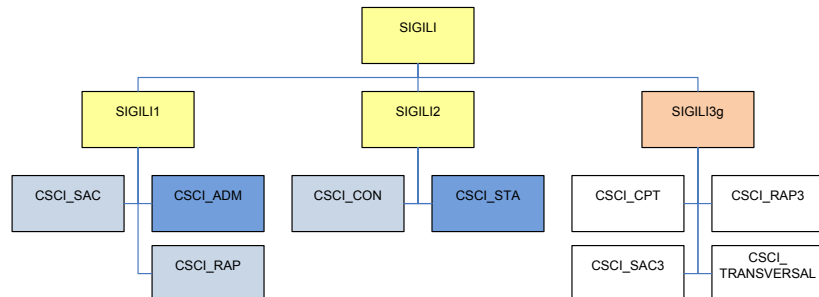 SIGILI
SIGILI1
SIGILI2
SIGILI3g
CSCI_SAC
CSCI_ADM
CSCI_CON
CSCI_STA
CSCI_CPT
CSCI_RAP3
CSCI_RAP
CSCI_SAC3
CSCI_
TRANSVERSAL